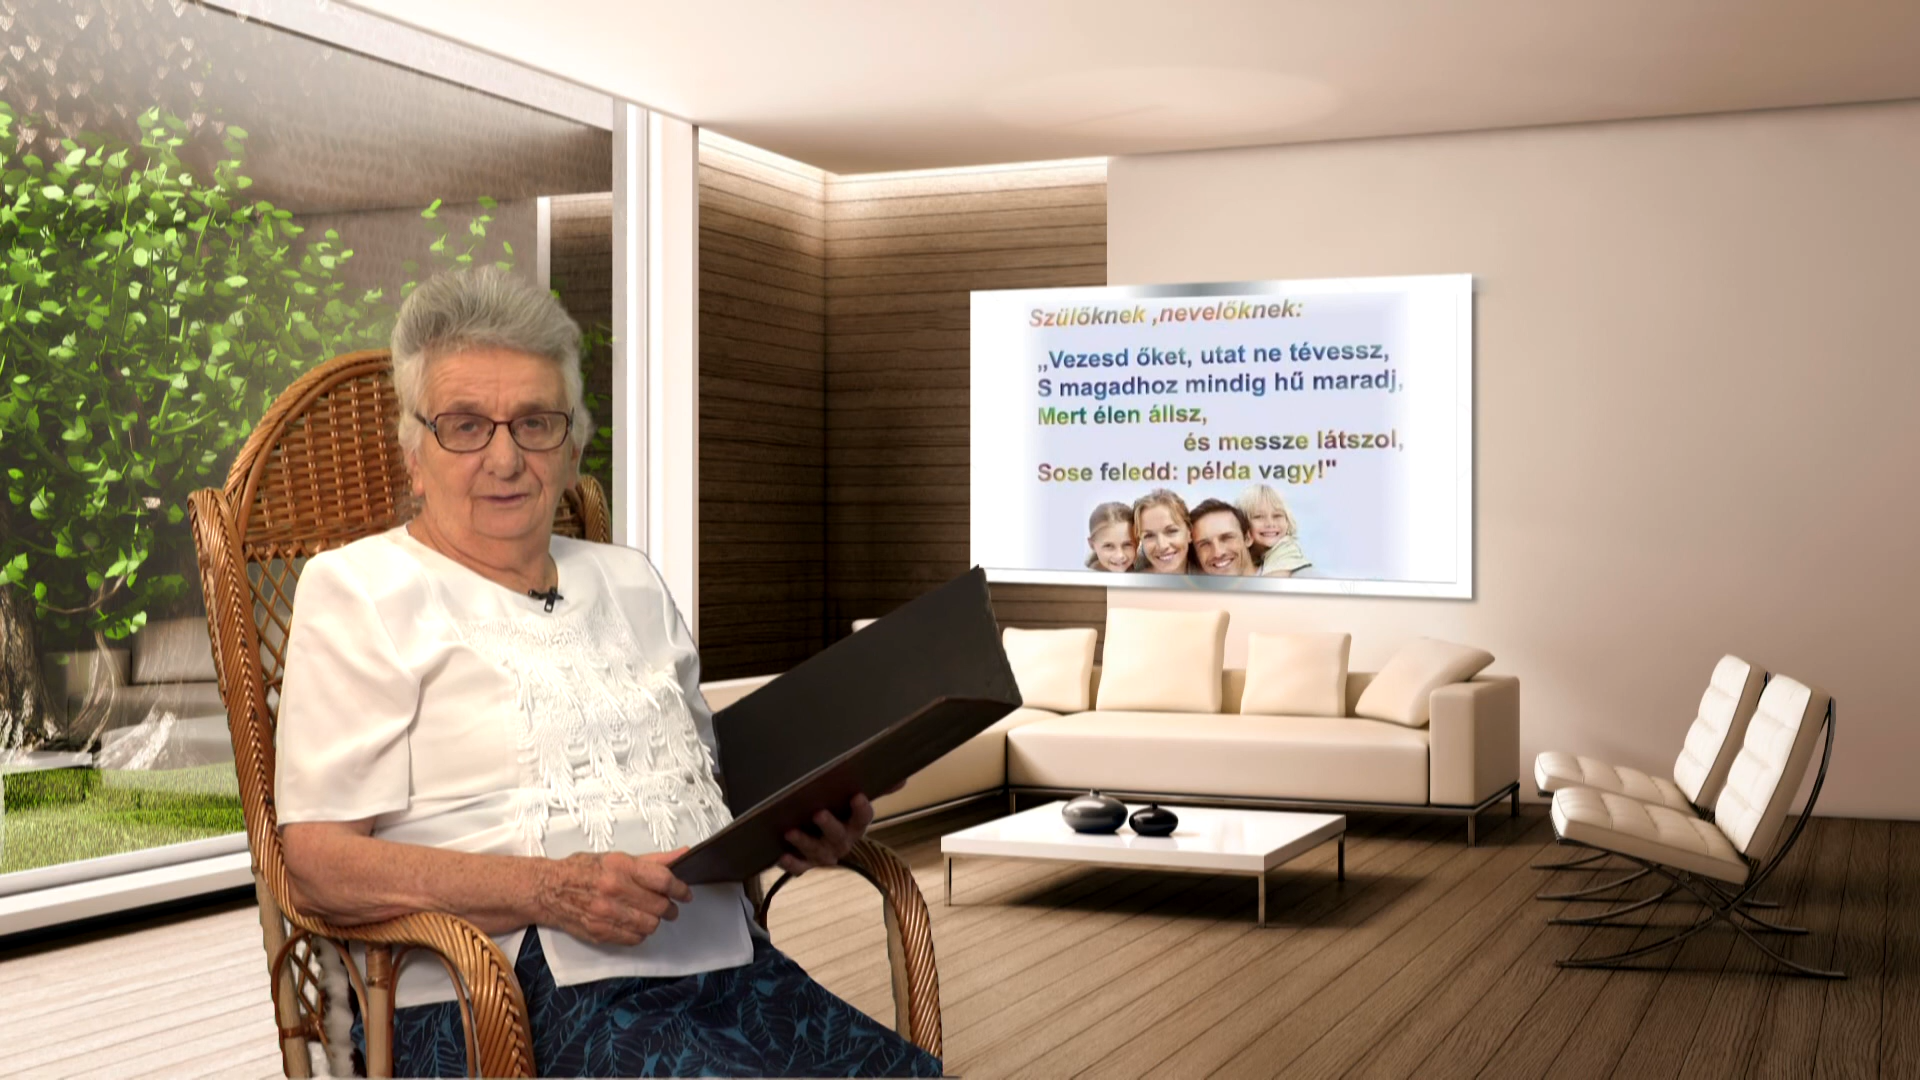 Szülőknek ,nevelőknek:
„Vezesd őket, utat ne tévessz,
S magadhoz mindig hű maradj,
Mert élen állsz,
és messze látszol,
Sose feledd: példa vagy!"